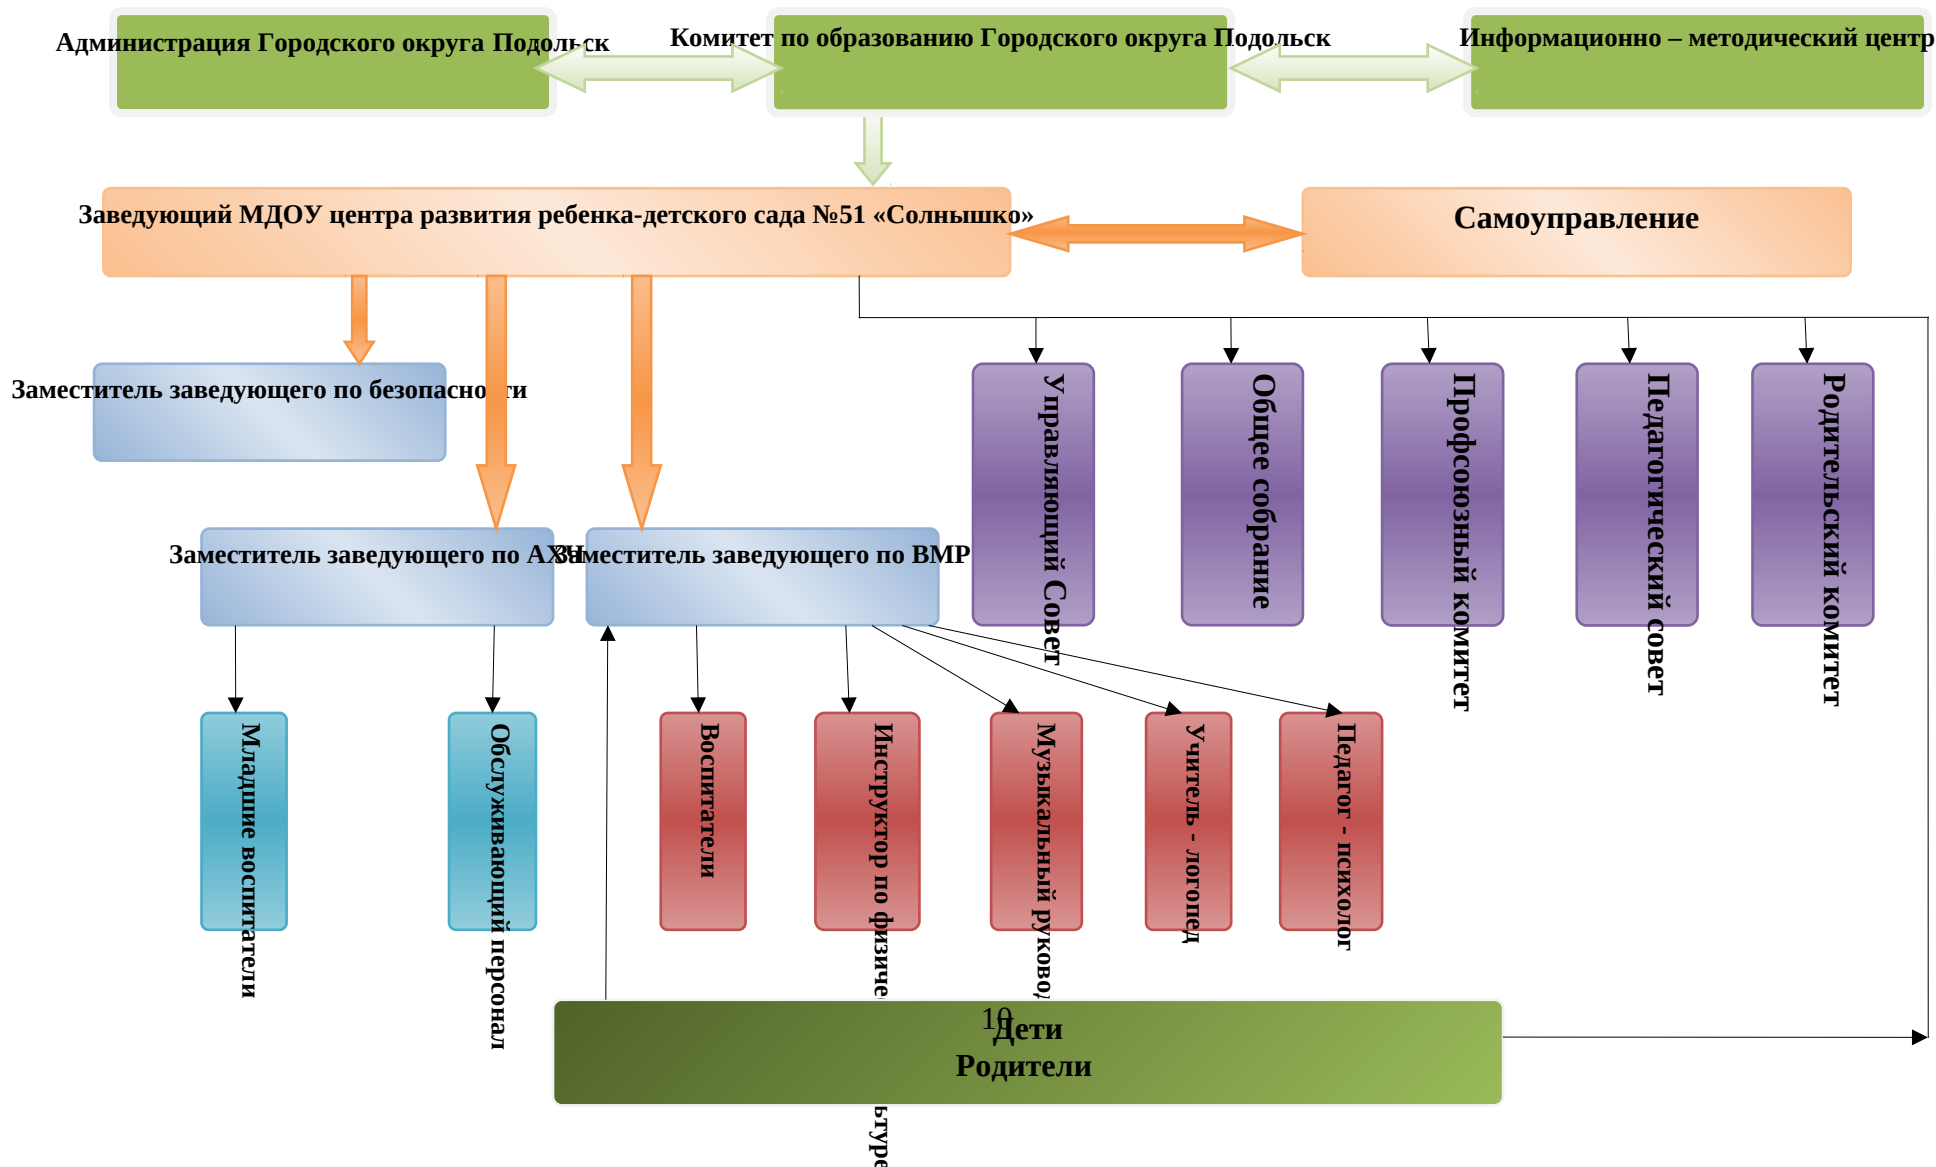 Администрация Городского округа Подольск
Комитет по образованию Городского округа Подольск
Информационно – методический центр
Заведующий МДОУ центра развития ребенка-детского сада №51 «Солнышко»
Самоуправление
Заместитель заведующего по безопасности
Управляющий Совет
Общее собрание
Профсоюзный комитет
Педагогический совет
Родительский комитет
Заместитель заведующего по АХЧ
Заместитель заведующего по ВМР
Младшие воспитатели
Обслуживающий персонал
Воспитатели
Инструктор по
Музыкальный
Учитель - логопед
Педагог - психолог
10
Дети
Родители